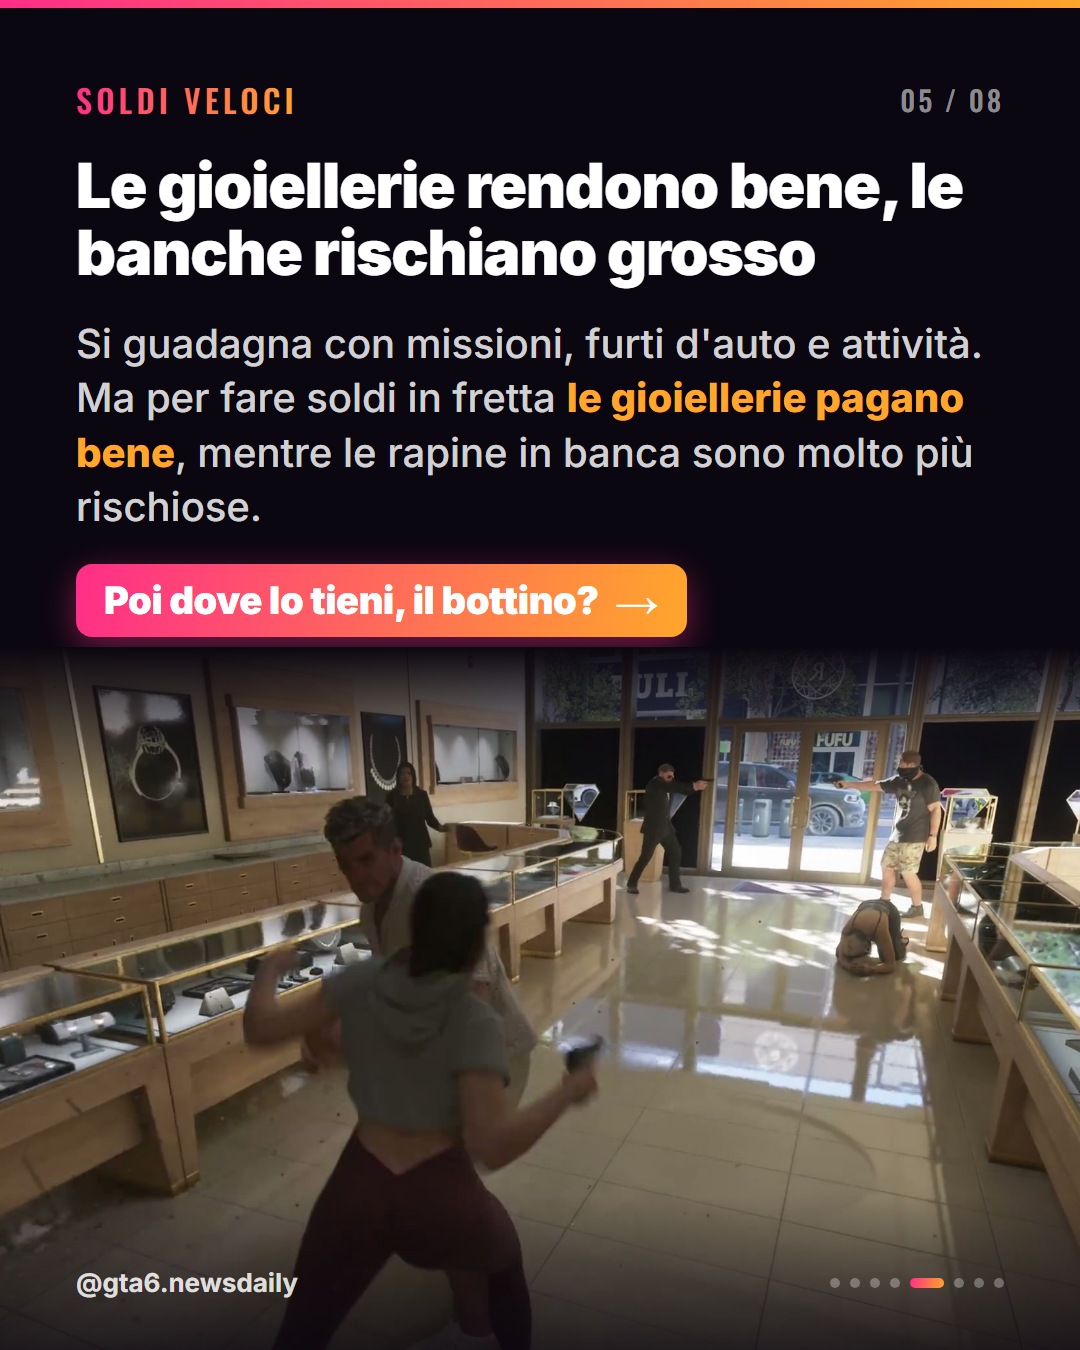 SOLDI VELOCI
05 / 08
Le gioiellerie rendono bene, le
banche rischiano grosso
Si guadagna con missioni, furti d'auto e attività.
Ma per fare soldi in fretta le gioiellerie pagano
bene, mentre le rapine in banca sono molto più
rischiose.
Poi dove lo tieni, il bottino? →
ULI
FUFU
@gta6.newsdaily